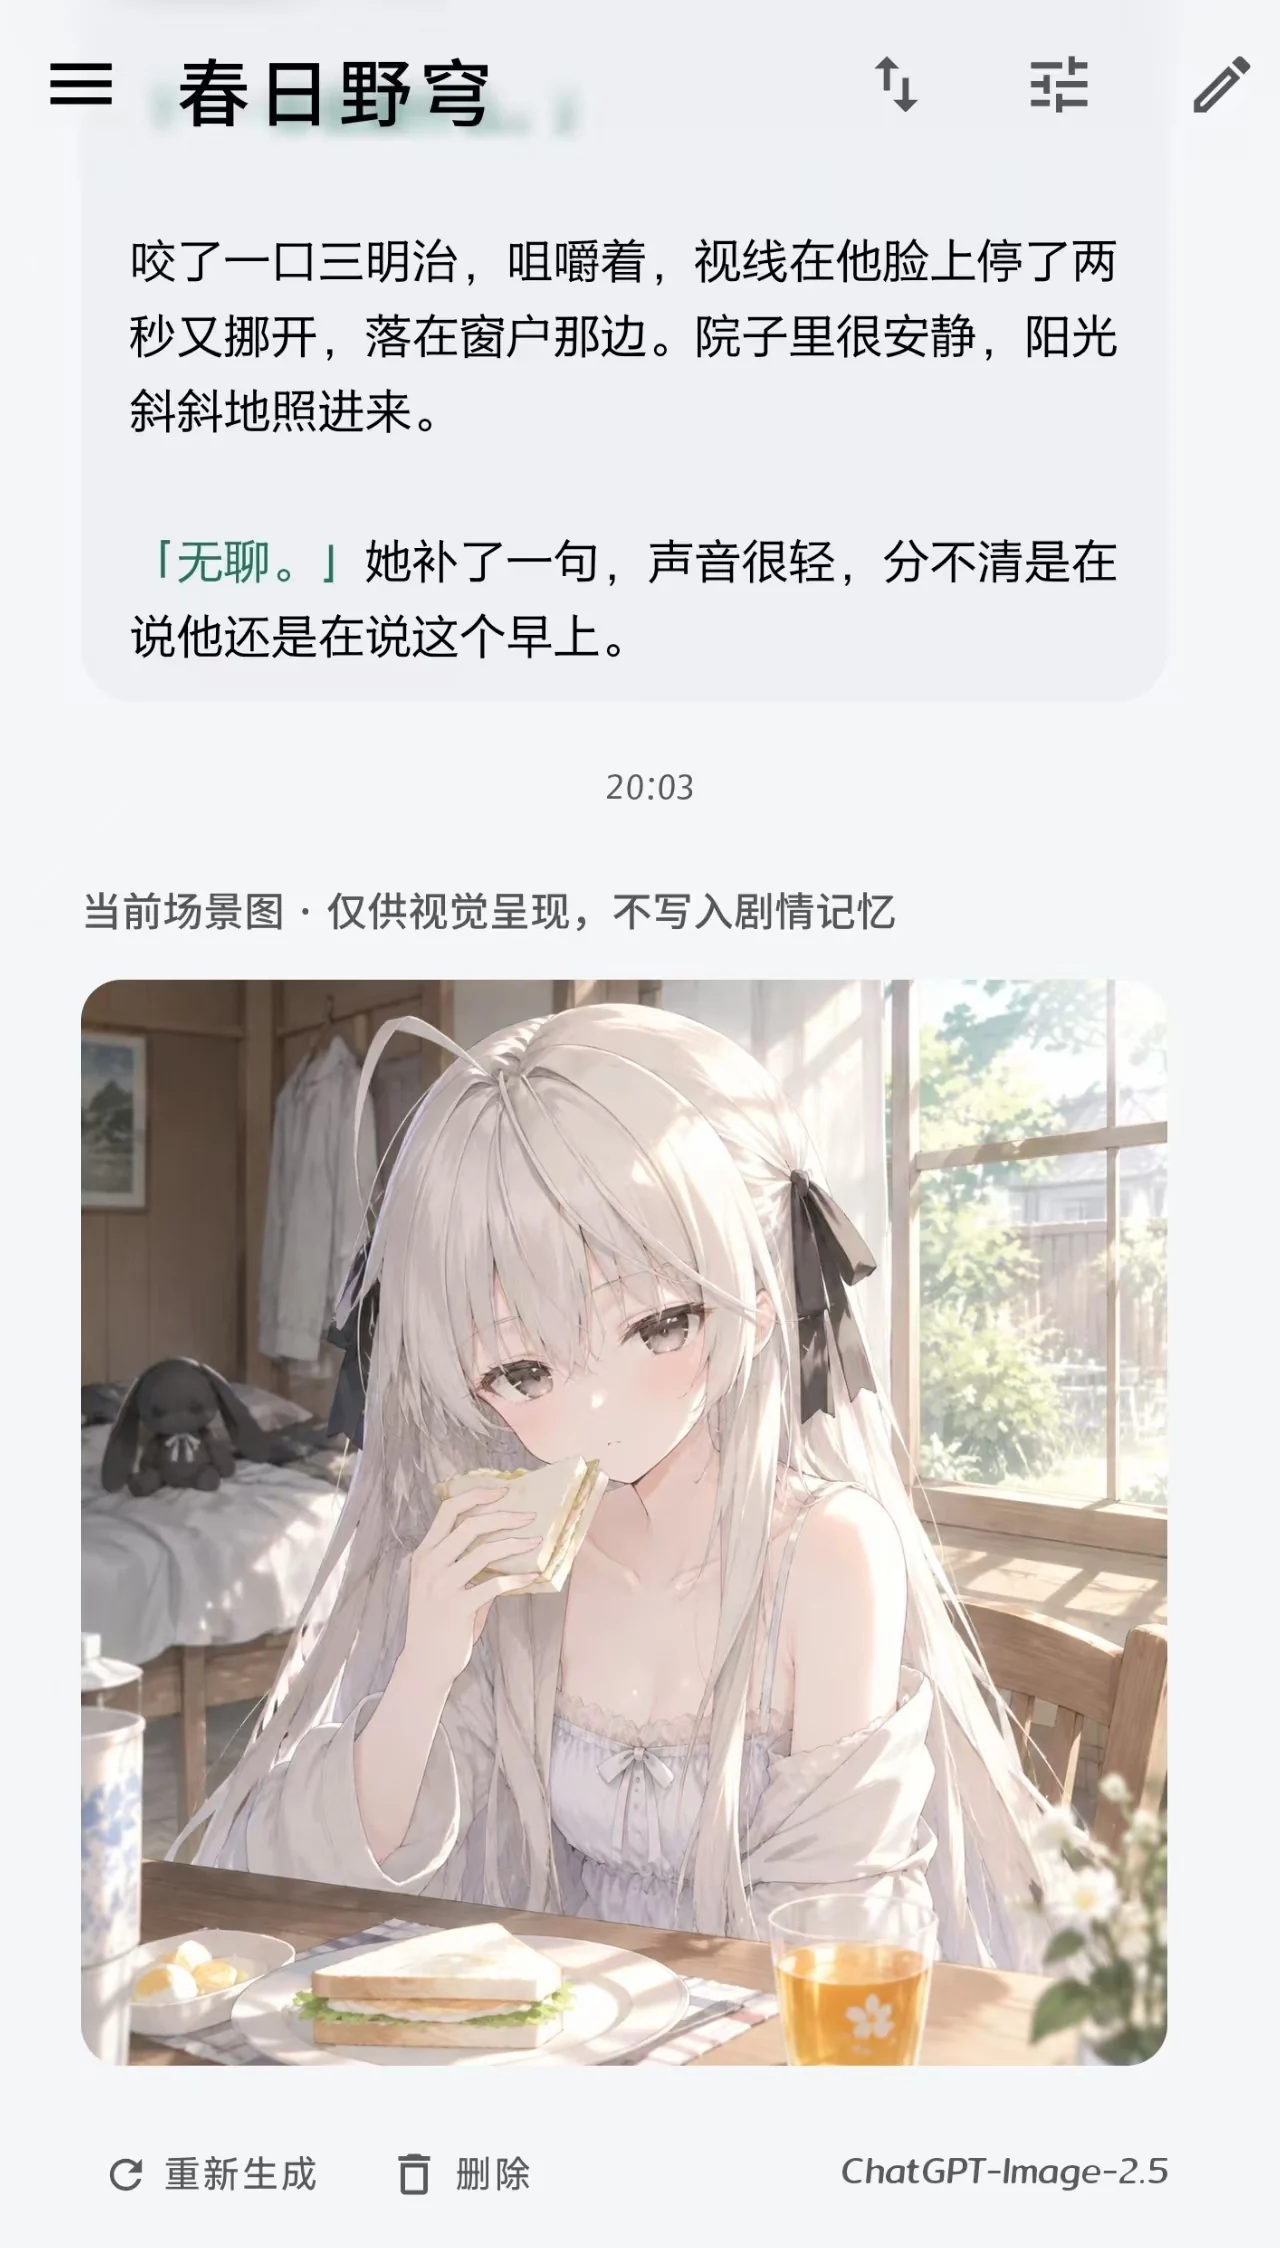 春日野穹
咬了一口三明治，咀嚼着，视线在他脸上停了两
秒又挪开，落在窗户那边。院子里很安静，阳光
斜斜地照进来。
「无聊。」她补了一句，声音很轻，分不清是在
说他还是在说这个早上。
20:03
当前场景图 · 仅供视觉呈现，不写入剧情记忆
重新生成
删除
ChatGPT-Image-2.5